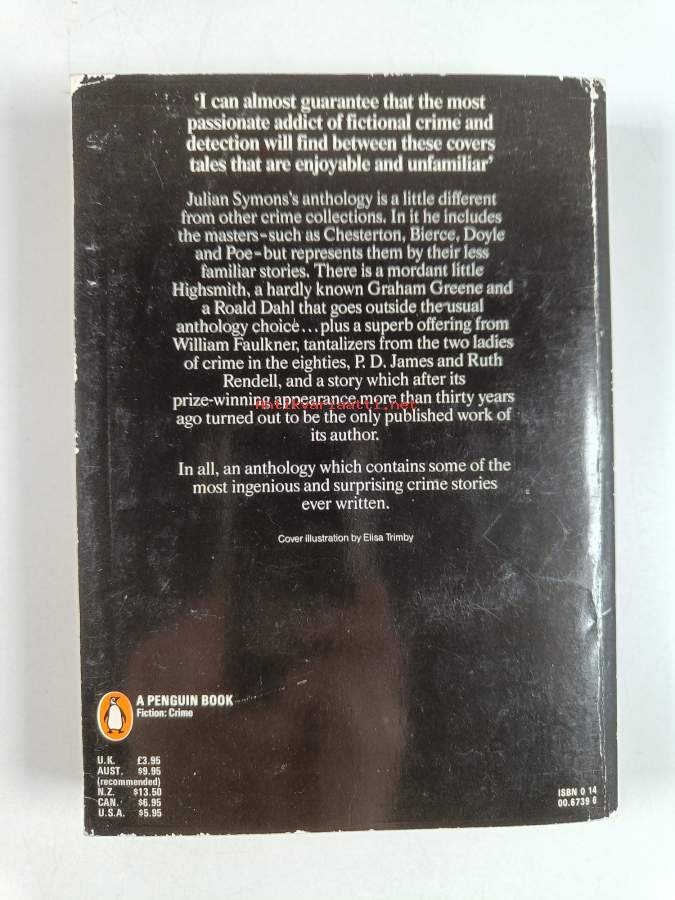 ‘I can almost guarantee that the most
passionate addict of fictional crime and
detection will find between these covers
tales that are enjoyable and unfamiliar’
Julian Symons's anthology is a little different
from other crime collections. In it he includes
the masters–such as Chesterton, Bierce, Doyle
and Poe–but represents them by their less
familiar stories. There is a mordant little
Highsmith, a hardly known Graham Greene and
a Roald Dahl that goes outside the usual
anthology choice...plus a superb offering from
William Faulkner, tantalizers from the two ladies
of crime in the eighties, P. D. James and Ruth
Rendell, and a story which after its
prize-winning appearance more than thirty years
Antikvariaatti.net
ago turned out to be the only published work of
its author.
In all, an anthology which contains some of the
most ingenious and surprising crime stories
ever written.
Cover illustration by Elisa Trimby
A PENGUIN BOOK
Fiction: Crime
U.K. £3.95
AUST. $9.95
(recommended)
N.Z. $13.50
CAN. $6.95
U.S.A. $5.95
ISBN 0 14
00.6739 6